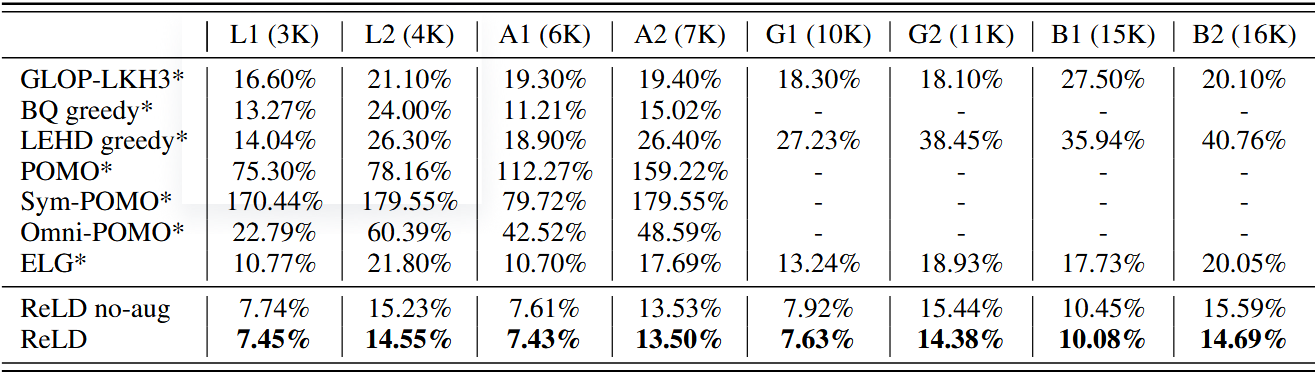 L1 (3K) L2 (4K) A1 (6K) A2 (7K) G1 (10K) G2 (11K) B1 (15K) B2 (16K)
GLOP-LKH3* 16.60% 21.10% 19.30% 19.40% 18.30% 18.10% 27.50% 20.10%
BQ greedy* 13.27% 24.00% 11.21% 15.02% - - - -
LEHD greedy* 14.04% 26.30% 18.90% 26.40% 27.23% 38.45% 35.94% 40.76%
POMO* 75.30% 78.16% 112.27% 159.22% - - - -
Sym-POMO* 170.44% 179.55% 79.72% 179.55% - - - -
Omni-POMO* 22.79% 60.39% 42.52% 48.59% - - - -
ELG* 10.77% 21.80% 10.70% 17.69% 13.24% 18.93% 17.73% 20.05%
ReLD no-aug 7.74% 15.23% 7.61% 13.53% 7.92% 15.44% 10.45% 15.59%
ReLD 7.45% 14.55% 7.43% 13.50% 7.63% 14.38% 10.08% 14.69%